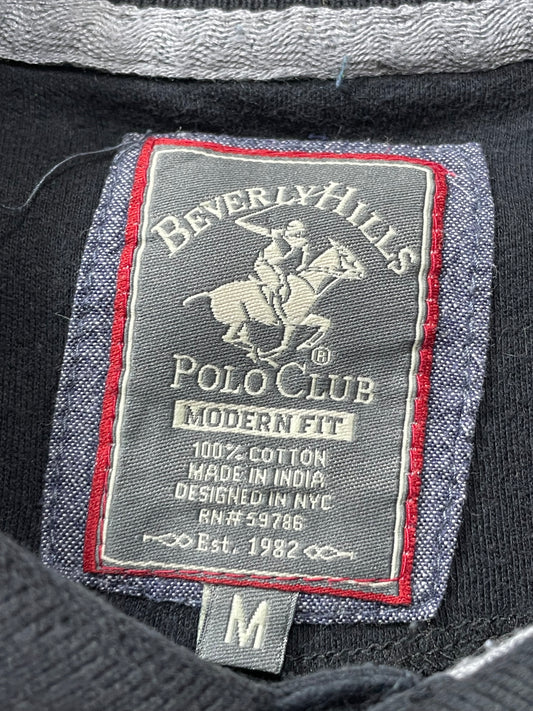 BEVERLY HILLS
®
POLO CLUB
MODERN FIT
100% COTTON
MADE IN INDIA
DESIGNED IN NYC
RN# 59786
Est. 1982
M